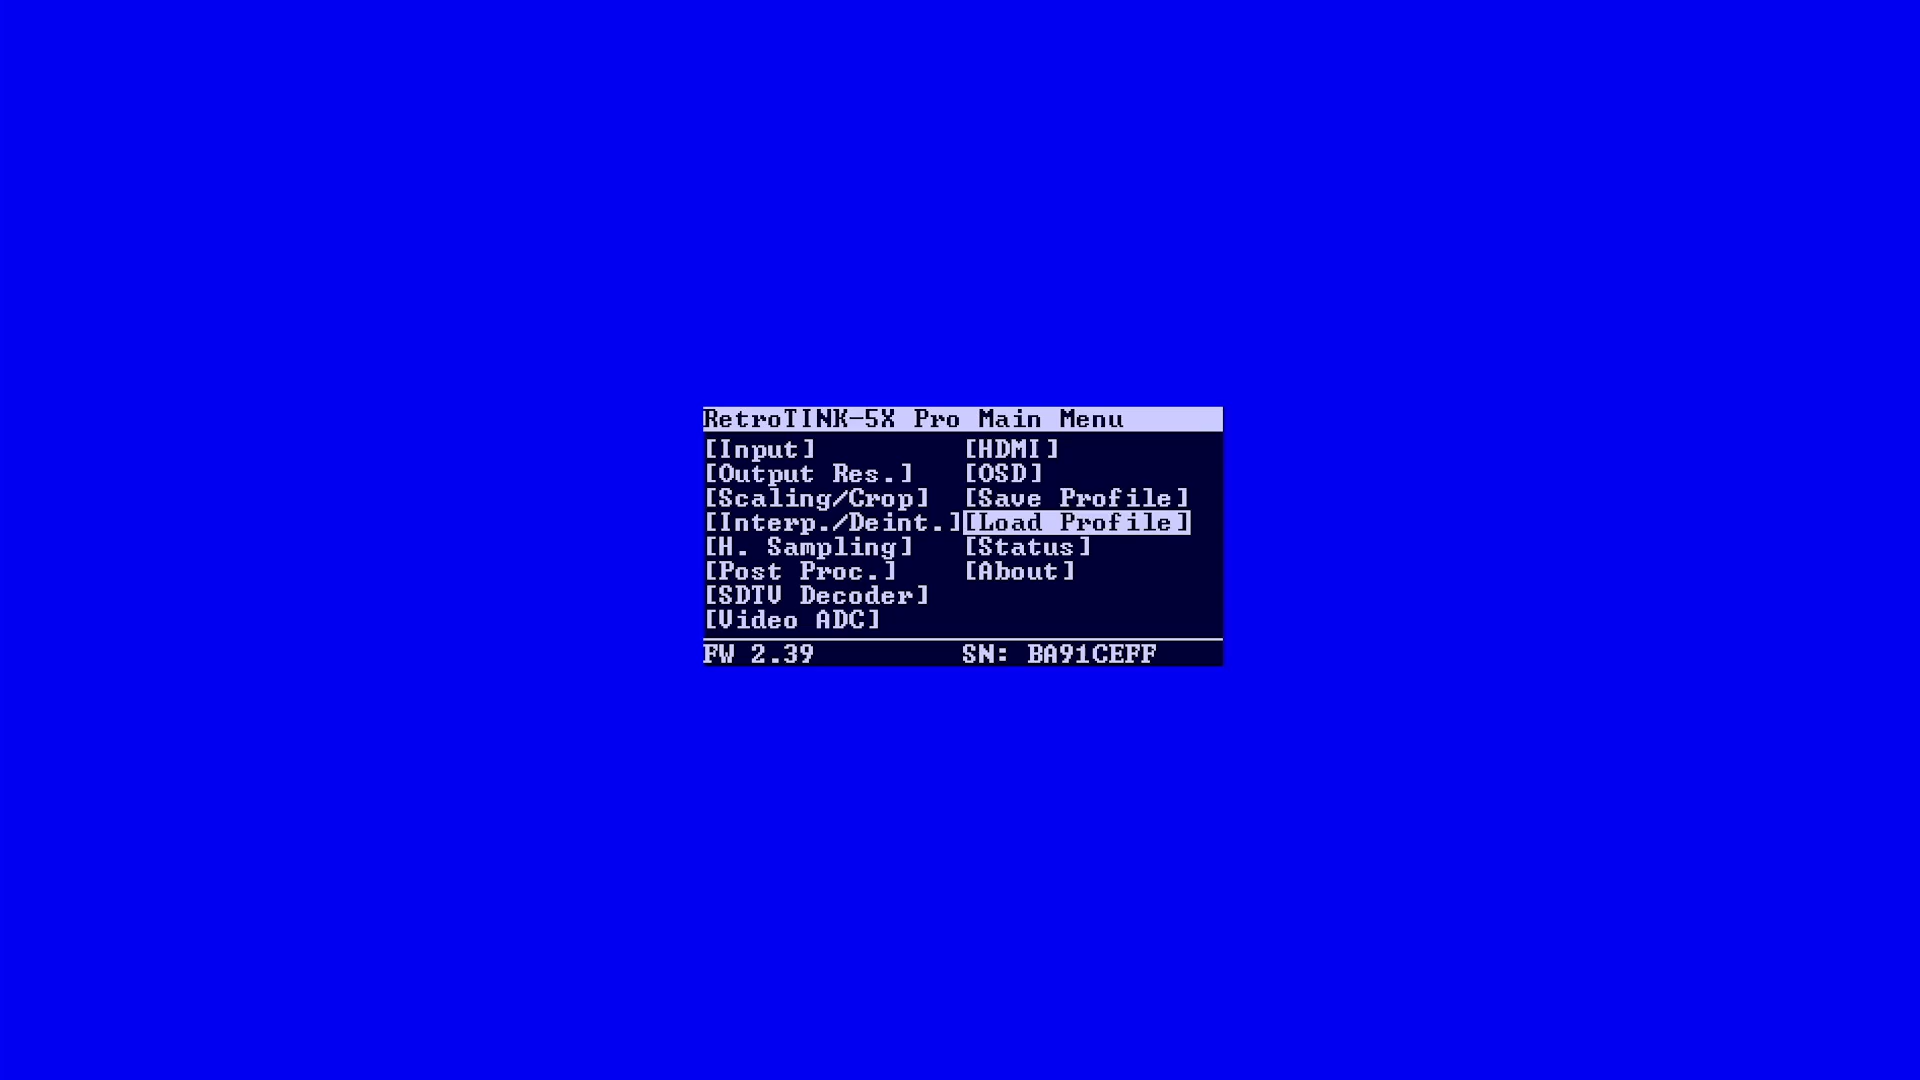 RetroTINK-5X Pro Main Menu
[Input] [HDMI]
[Output Res.] [OSD]
[Scaling/Crop] [Save Profile]
[Interp./Deint.] [Load Profile]
[H. Sampling] [Status]
[Post Proc.] [About]
[SDTV Decoder]
[Video ADC]
FW 2.39 SN: BA91CEFF